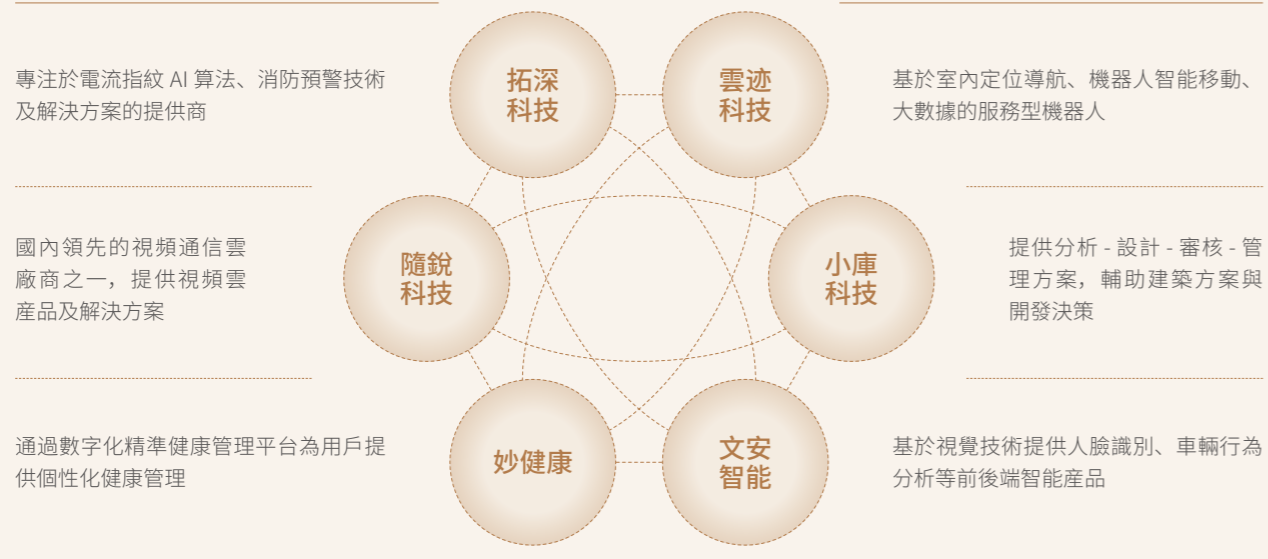 專注於電流指紋 AI 算法、消防預警技術
及解決方案的提供商
拓深
科技
雲迹
科技
基於室內定位導航、機器人智能移動、
大數據的服務型機器人
國內領先的視頻通信雲
廠商之一，提供視頻雲
産品及解決方案
隨銳
科技
小庫
科技
提供分析 - 設計 - 審核 - 管
理方案，輔助建築方案與
開發決策
通過數字化精準健康管理平台為用戶提
供個性化健康管理
妙健康
文安
智能
基於視覺技術提供人臉識別、車輛行為
分析等前後端智能産品